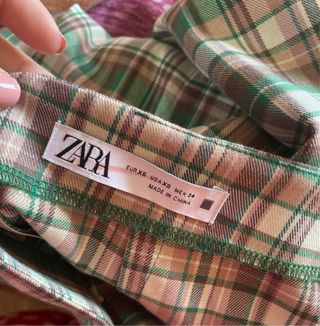 ZARA
EUR XS USA XS MEX 24
MADE IN CHINA